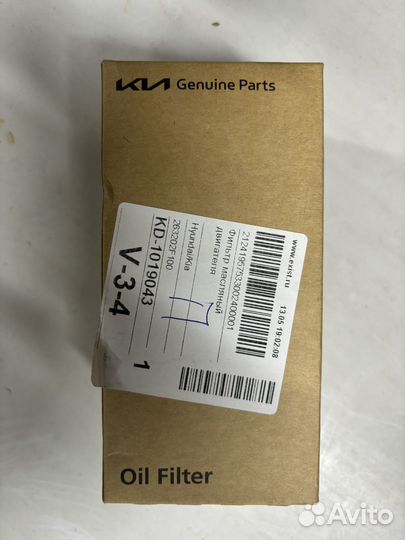 KIA Genuine Parts
www.exist.ru
13.05 19:02:08
2124195753300240001
Фильтр масляный
двигателя
Hyundai/Kia
263202F100
KD-1019043
1
V-3-4
Oil Filter
Avito